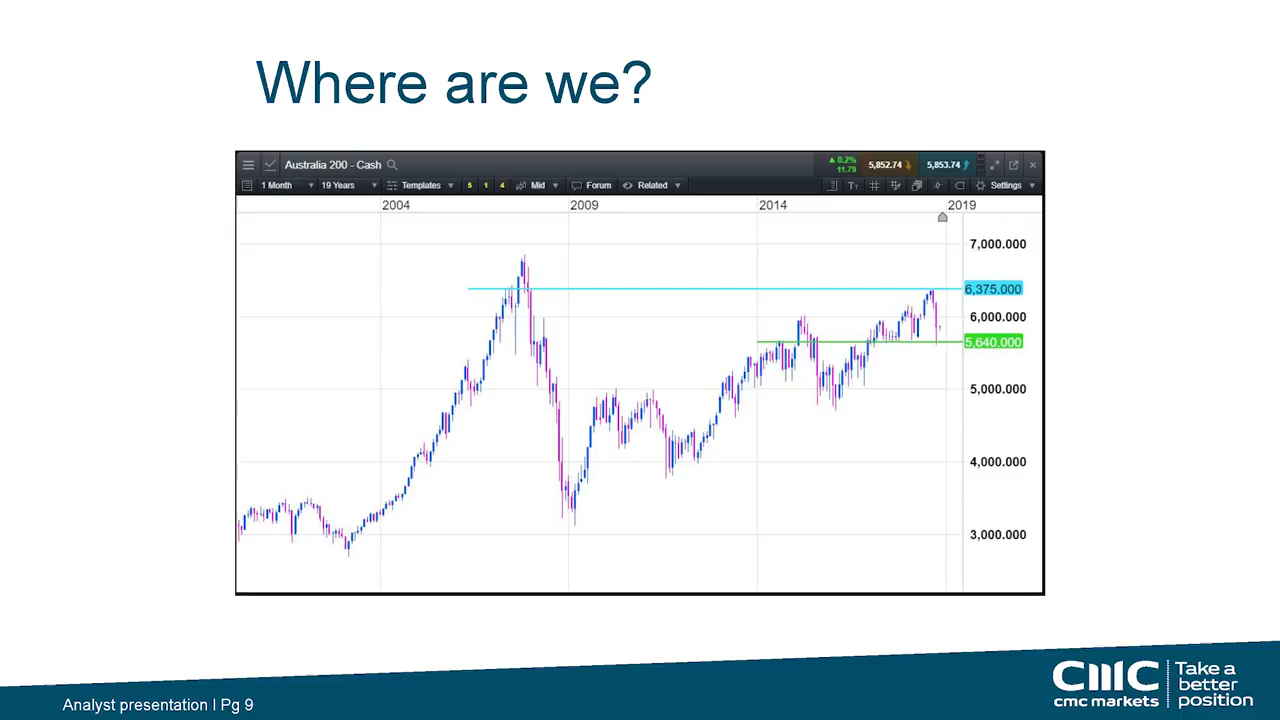 Where are we?
Australia 200 - Cash
0.2%
11.79
5,852.74
5,853.74
1 Month
19 Years
Templates
5 1 4
Mid
Forum
Related
Settings
2004 2009 2014 2019
7,000.000
6,375.000
6,000.000
5,640.000
5,000.000
4,000.000
3,000.000
Analyst presentation I Pg 9
cmc
cmc markets
Take a
better
position